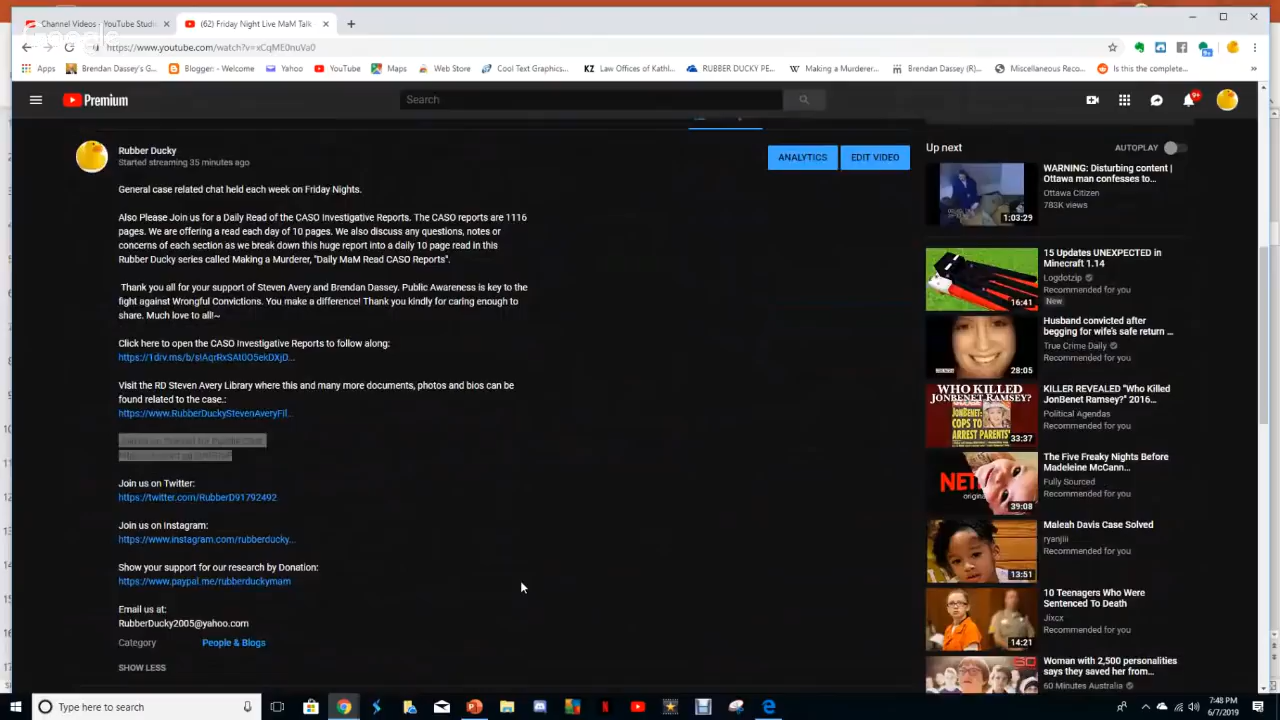 Channel Videos - YouTube Studi
(62) Friday Night Live MaM Talk
https://www.youtube.com/watch?v=xCqME0nuVa0
Apps
Brendan Dassey's G...
Blogger: - Welcome
Yahoo
YouTube
Maps
Web Store
Cool Text Graphics...
KZ Law Offices of Kathl...
RUBBER DUCKY PE...
Making a Murderer...
Brendan Dassey (RJ...
Miscellaneous Reco...
Is this the complete...
Premium
Search
9+
Rubber Ducky
Started streaming 35 minutes ago
ANALYTICS
EDIT VIDEO
General case related chat held each week on Friday Nights.
Also Please Join us for a Daily Read of the CASO Investigative Reports. The CASO reports are 1116
pages. We are offering a read each day of 10 pages. We also discuss any questions, notes or
concerns of each section as we break down this huge report into a daily 10 page read in this
Rubber Ducky series called Making a Murderer, "Daily MaM Read CASO Reports".
Thank you all for your support of Steven Avery and Brendan Dassey. Public Awareness is key to the
fight against Wrongful Convictions. You make a difference! Thank you kindly for caring enough to
share. Much love to all!~
Click here to open the CASO Investigative Reports to follow along:
https://1drv.ms/b/s!AqrRxSAt0O5ekDXjD...
Visit the RD Steven Avery Library where this and many more documents, photos and bios can be
found related to the case.:
https://www.RubberDuckyStevenAveryFil...
Join us on Twitter:
https://twitter.com/RubberD91792492
Join us on Instagram:
https://www.instagram.com/rubberducky...
Show your support for our research by Donation:
https://www.paypal.me/rubberduckymam
Email us at:
RubberDucky2005@yahoo.com
Category
People & Blogs
SHOW LESS
Up next
AUTOPLAY
WARNING: Disturbing content |
Ottawa man confesses to...
Ottawa Citizen
783K views
1:03:29
15 Updates UNEXPECTED in
Minecraft 1.14
Logdotzip
Recommended for you
New
16:41
Husband convicted after
begging for wife's safe return ...
True Crime Daily
Recommended for you
28:05
WHO KILLED
JONBENET RAMSEY?
JonBenet:
COPS TO
ARREST PARENTS
33:37
KILLER REVEALED "Who Killed
JonBenet Ramsey?" 2016...
Political Agendas
Recommended for you
The Five Freaky Nights Before
Madeleine McCann...
Fully Sourced
Recommended for you
NET
origin
39:08
Maleah Davis Case Solved
ryanjiii
Recommended for you
13:51
10 Teenagers Who Were
Sentenced To Death
Jixcx
Recommended for you
14:21
Woman with 2,500 personalities
says they saved her from...
60 Minutes Australia
60
Type here to search
7:48 PM
6/7/2019